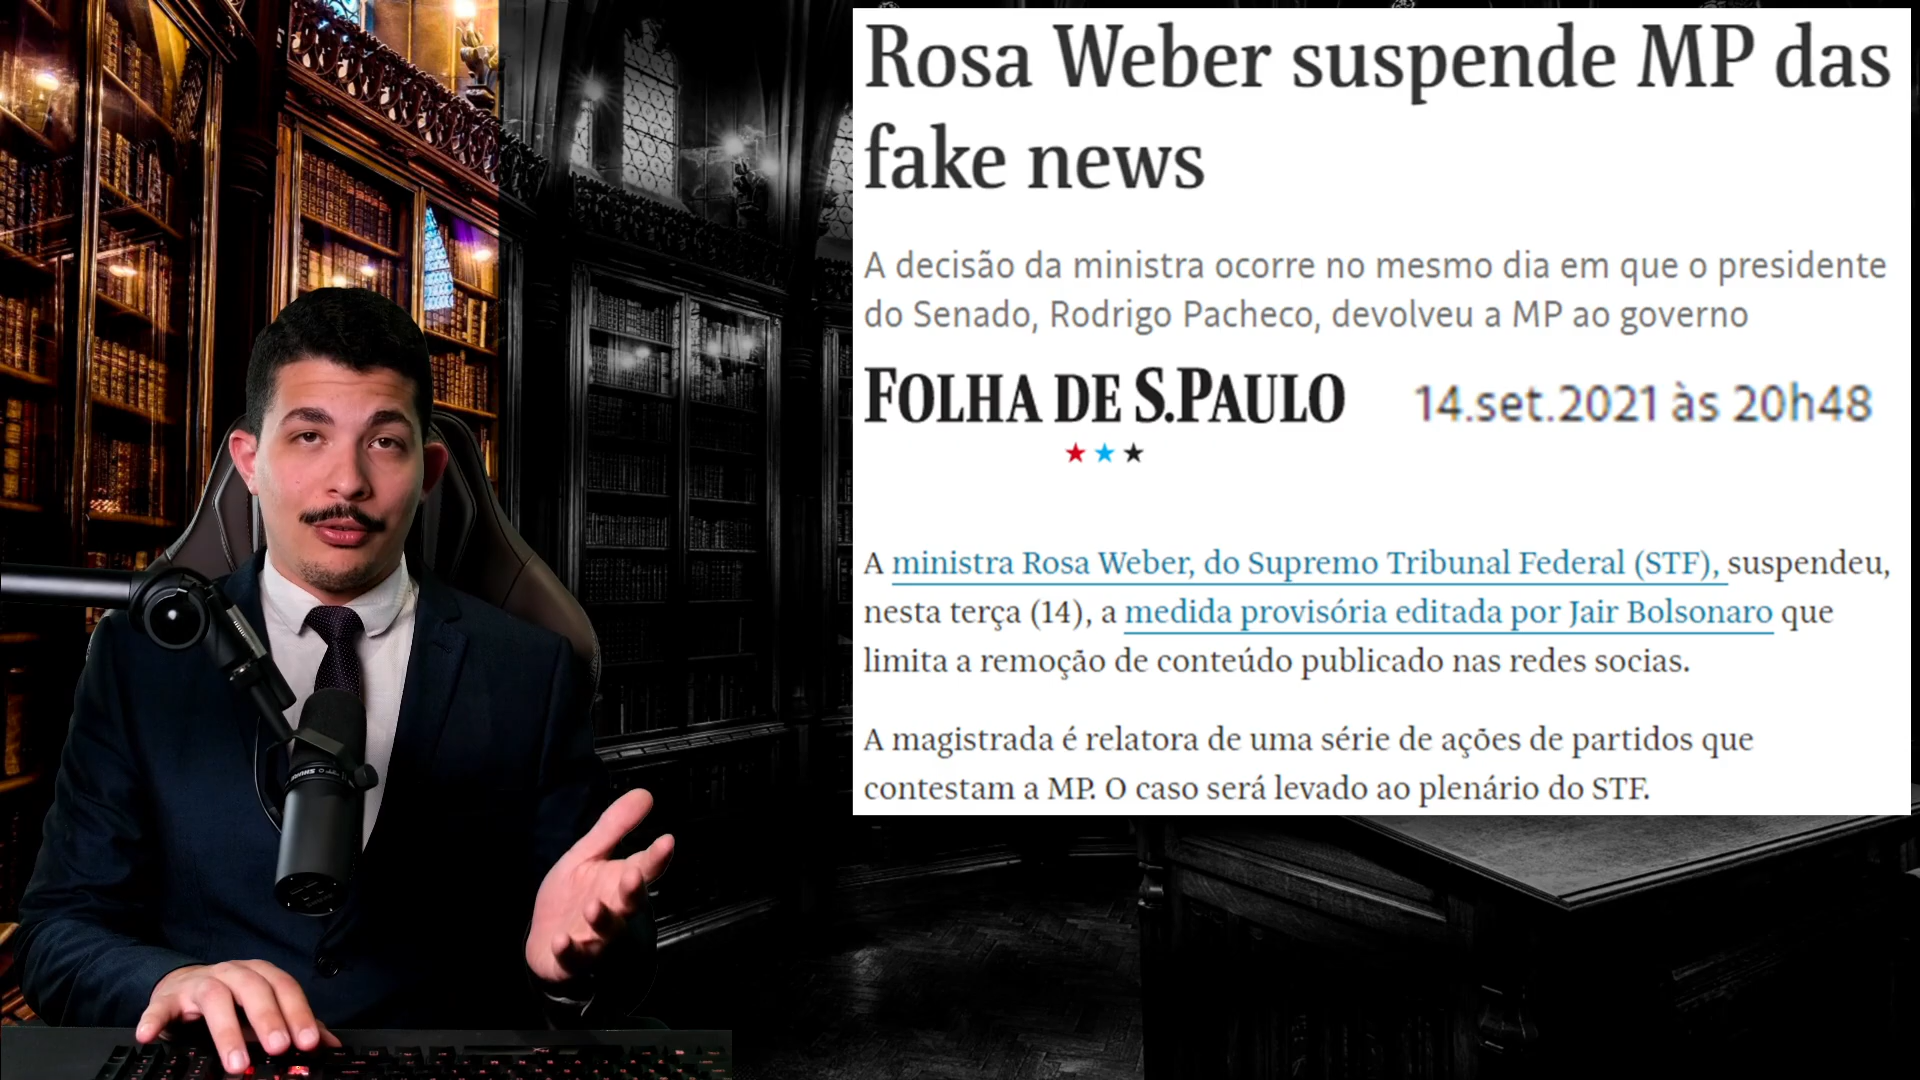 Rosa Weber suspende MP das
fake news
A decisão da ministra ocorre no mesmo dia em que o presidente
do Senado, Rodrigo Pacheco, devolveu a MP ao governo
FOLHA DE S.PAULO
14.set.2021 às 20h48
A ministra Rosa Weber, do Supremo Tribunal Federal (STF), suspendeu,
nesta terça (14), a medida provisória editada por Jair Bolsonaro que
limita a remoção de conteúdo publicado nas redes socias.
A magistrada é relatora de uma série de ações de partidos que
contestam a MP. O caso será levado ao plenário do STF.